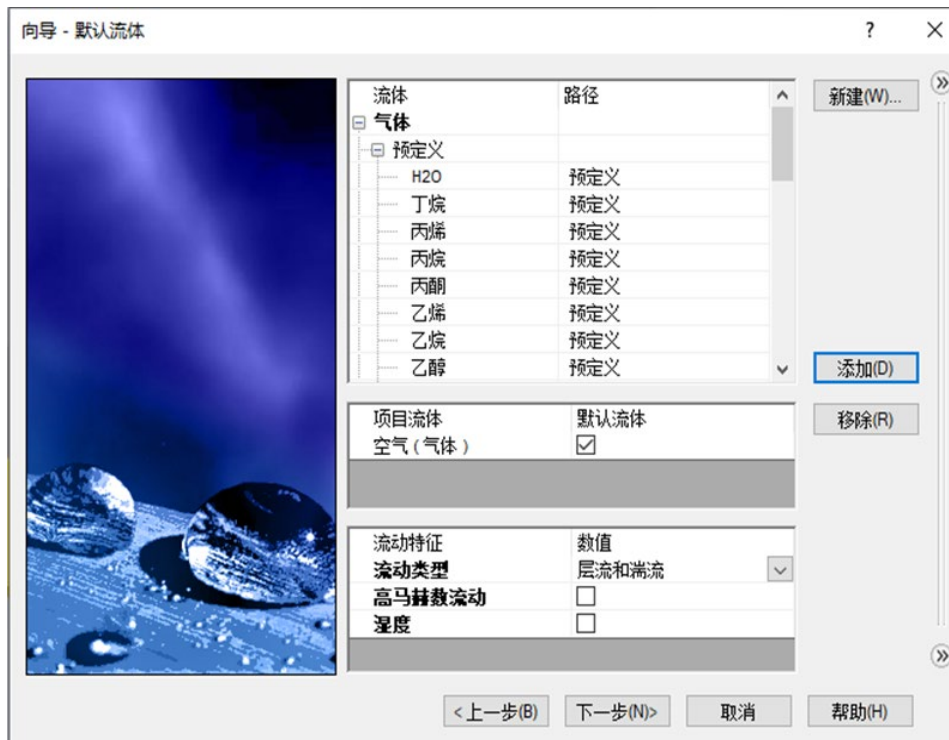 向导 - 默认流体
? ×
流体 路径
气体
预定义
H2O 预定义
丁烷 预定义
丙烯 预定义
丙烷 预定义
丙酮 预定义
乙烯 预定义
乙烷 预定义
乙醇 预定义
新建(W)...
添加(D)
移除(R)
项目流体 默认流体
空气 ( 气体 )
流动特征 数值
流动类型 层流和湍流
高马赫数流动
湿度
<上一步(B) 下一步(N)> 取消 帮助(H)